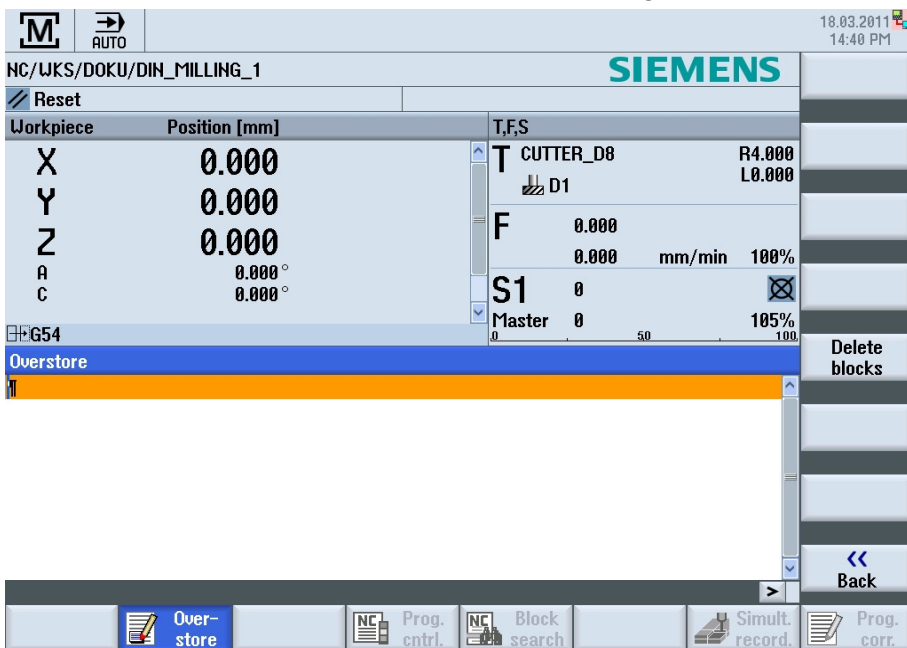 M
AUTO
18.03.2011
14:40 PM
NC/WKS/DOKU/DIN_MILLING_1
SIEMENS
Reset
Workpiece Position [mm]
T,F,S
X 0.000
Y 0.000
Z 0.000
A 0.000°
C 0.000°
G54
T CUTTER_D8 R4.000
L0.000
D1
F 0.000
0.000 mm/min 100%
S1 0
Master 0 105%
0 50 100
Overstore
¶
Delete
blocks
<<
Back
>
Over-
store
NC Prog.
cntrl.
NC Block
search
Simult.
record.
Prog.
corr.